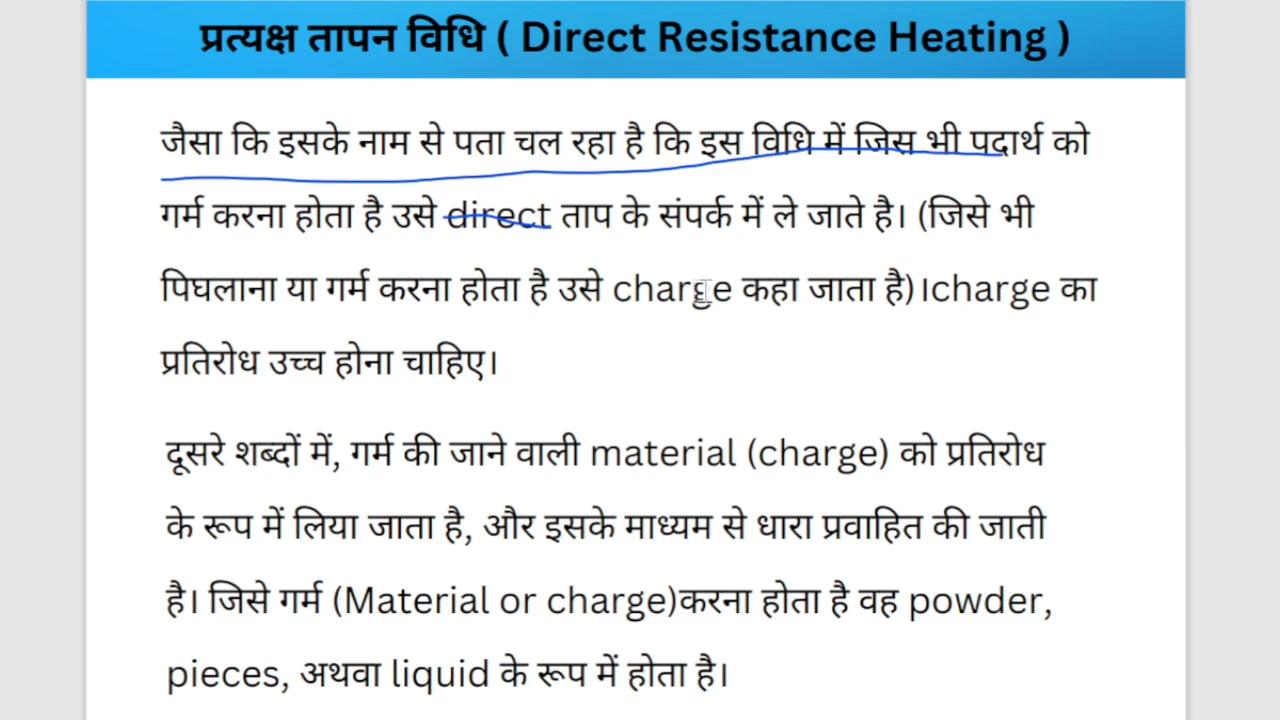 प्रत्यक्ष तापन विधि ( Direct Resistance Heating )
जैसा कि इसके नाम से पता चल रहा है कि इस विधि में जिस भी पदार्थ को
गर्म करना होता है उसे direct ताप के संपर्क में ले जाते है। (जिसे भी
पिघलाना या गर्म करना होता है उसे charge कहा जाता है)।charge का
प्रतिरोध उच्च होना चाहिए।
दूसरे शब्दों में, गर्म की जाने वाली material (charge) को प्रतिरोध
के रूप में लिया जाता है, और इसके माध्यम से धारा प्रवाहित की जाती
है। जिसे गर्म (Material or charge)करना होता है वह powder,
pieces, अथवा liquid के रूप में होता है।